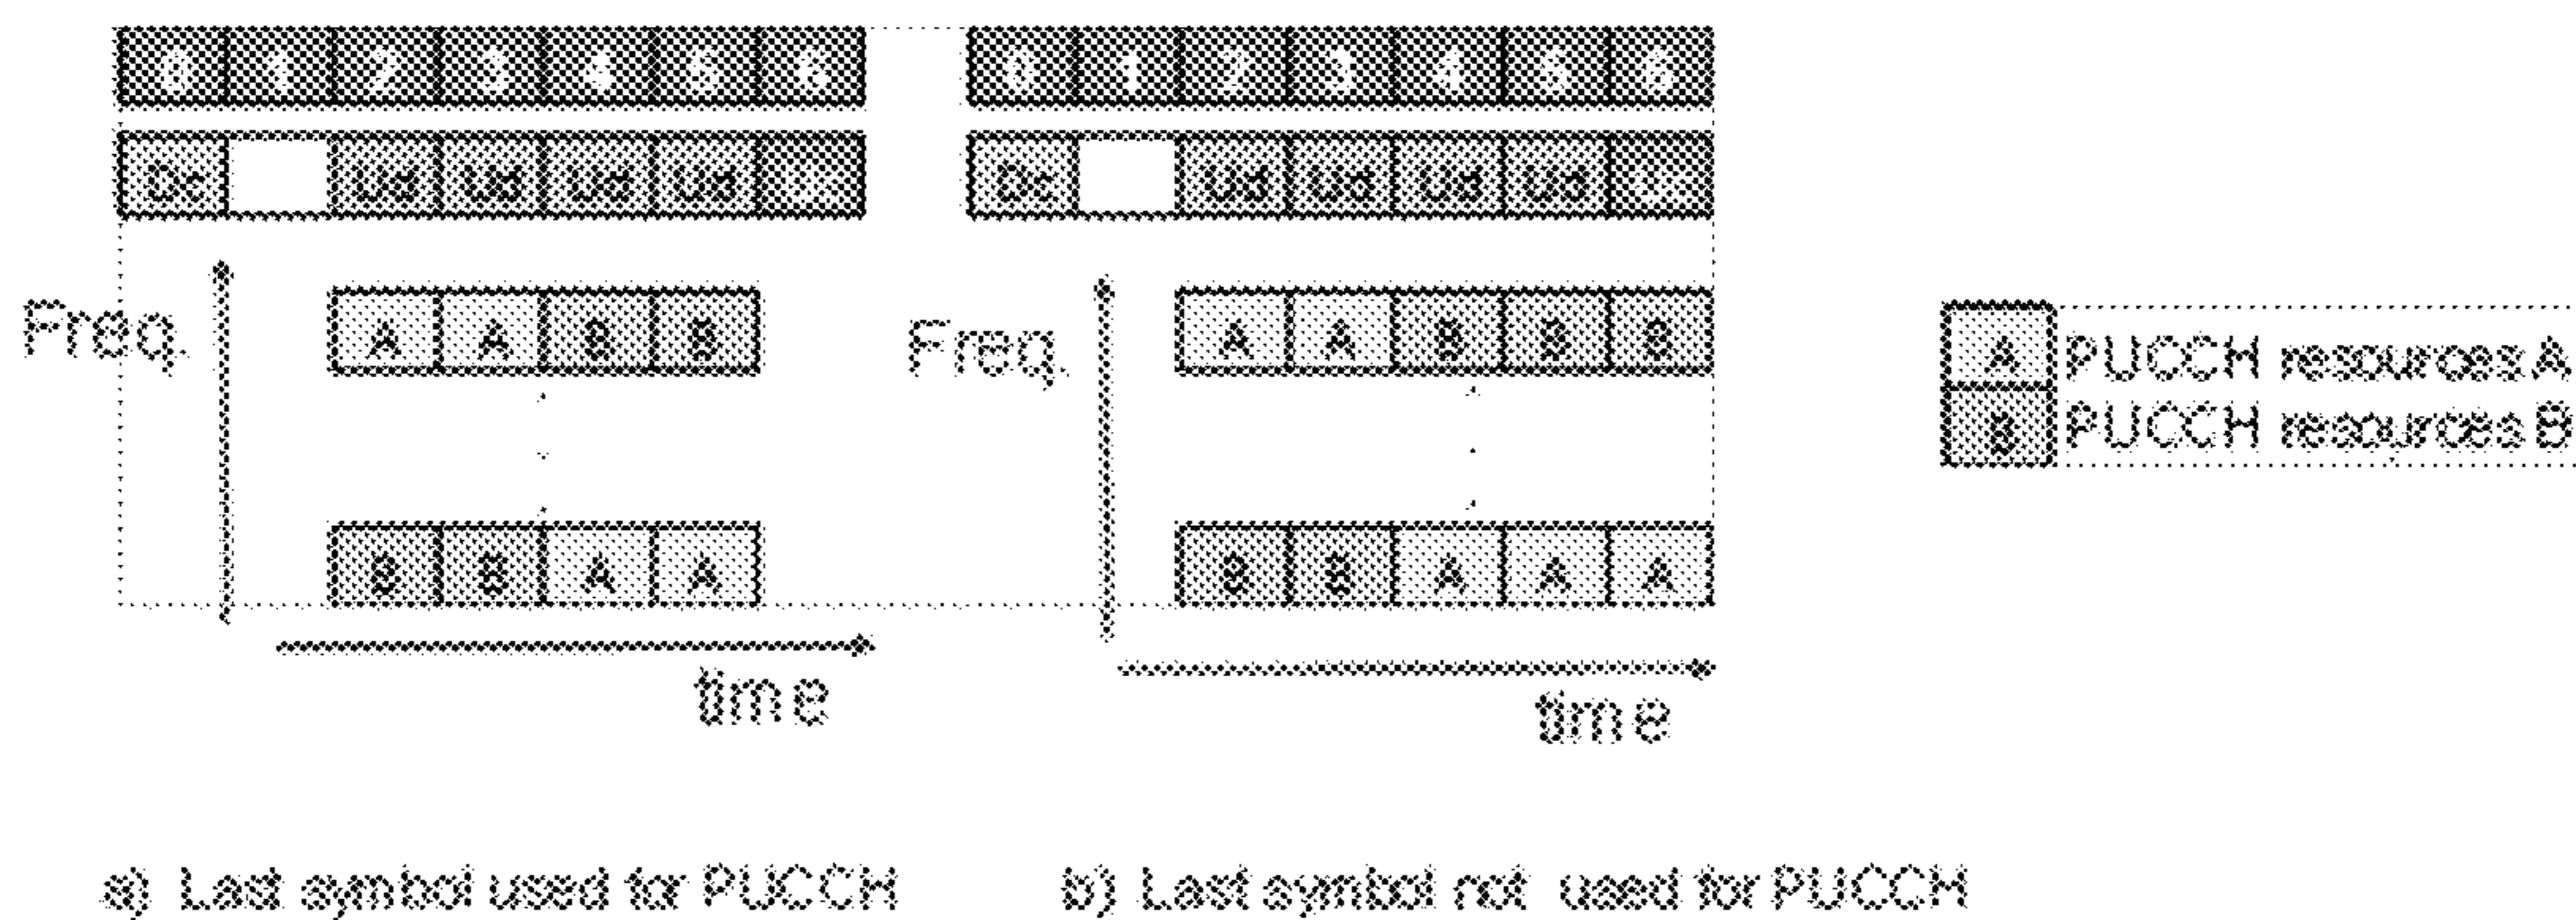 0 1 2 3 4 5 6
0 1 2 3 4 5 6
Dc Ud Ud Ud Ud
Dc Ud Ud Ud Ud
Freq.
A A B B
B B A A
time
Freq.
A A B B B
B B A A A
time
A PUCCH resources A
B PUCCH resources B
a) Last symbol used for PUCCH
b) Last symbol not used for PUCCH